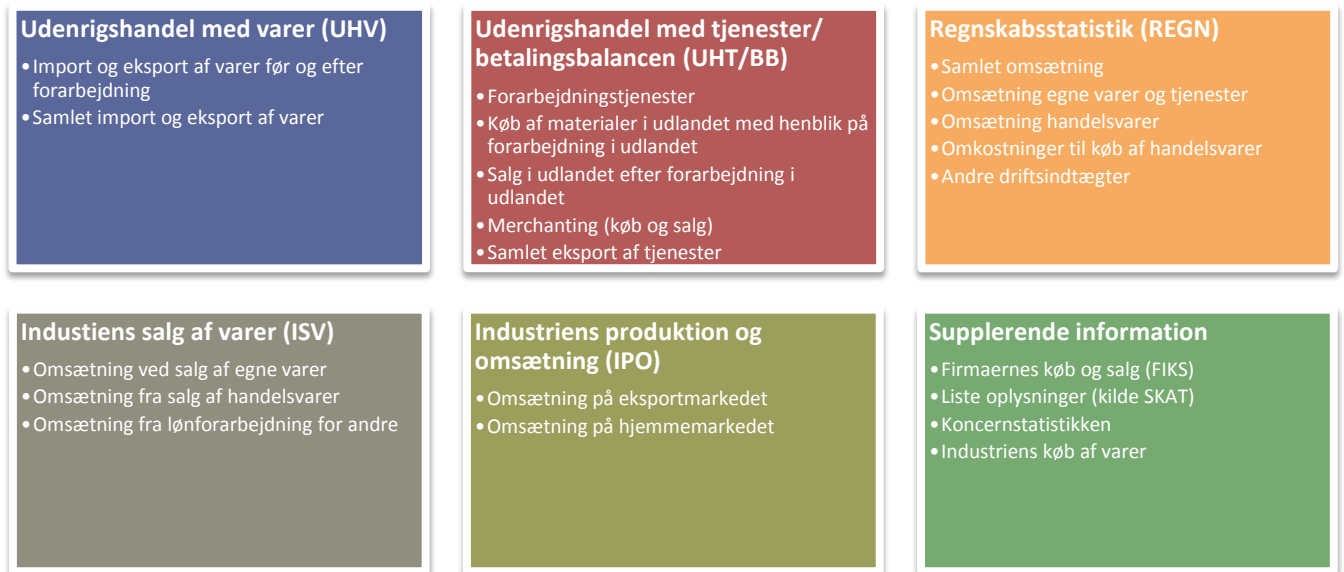 Udenrigshandel med varer (UHV)
•Import og eksport af varer før og efter
forarbejdning
•Samlet import og eksport af varer
Udenrigshandel med tjenester/
betalingsbalancen (UHT/BB)
•Forarbejdningstjenester
•Køb af materialer i udlandet med henblik på
forarbejdning i udlandet
•Salg i udlandet efter forarbejdning i
udlandet
•Merchanting (køb og salg)
•Samlet eksport af tjenester
Regnskabsstatistik (REGN)
•Samlet omsætning
•Omsætning egne varer og tjenester
•Omsætning handelsvarer
•Omkostninger til køb af handelsvarer
•Andre driftsindtægter
Industiens salg af varer (ISV)
•Omsætning ved salg af egne varer
•Omsætning fra salg af handelsvarer
•Omsætning fra lønforarbejdning for andre
Industriens produktion og
omsætning (IPO)
•Omsætning på eksportmarkedet
•Omsætning på hjemmemarkedet
Supplerende information
•Firmaernes køb og salg (FIKS)
•Liste oplysninger (kilde SKAT)
•Koncernstatistikken
•Industriens køb af varer